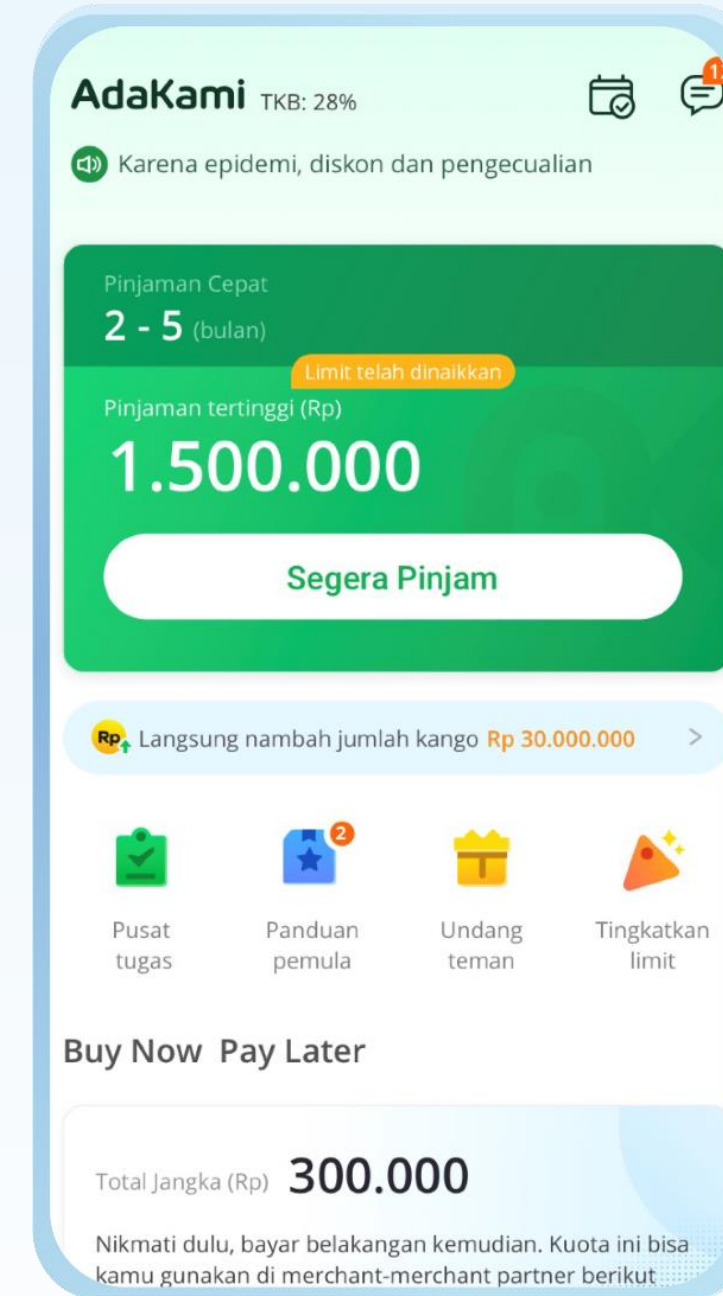 AdaKami TKB: 28%
Karena epidemi, diskon dan pengecualian
Pinjaman Cepat
2 - 5 (bulan)
Limit telah dinaikkan
Pinjaman tertinggi (Rp)
1.500.000
Segera Pinjam
Rp Langsung nambah jumlah kango Rp 30.000.000 >
2
Pusat tugas
Panduan pemula
Undang teman
Tingkatkan limit
Buy Now Pay Later
Total Jangka (Rp) 300.000
Nikmati dulu, bayar belakangan kemudian. Kuota ini bisa
kamu gunakan di merchant-merchant partner berikut